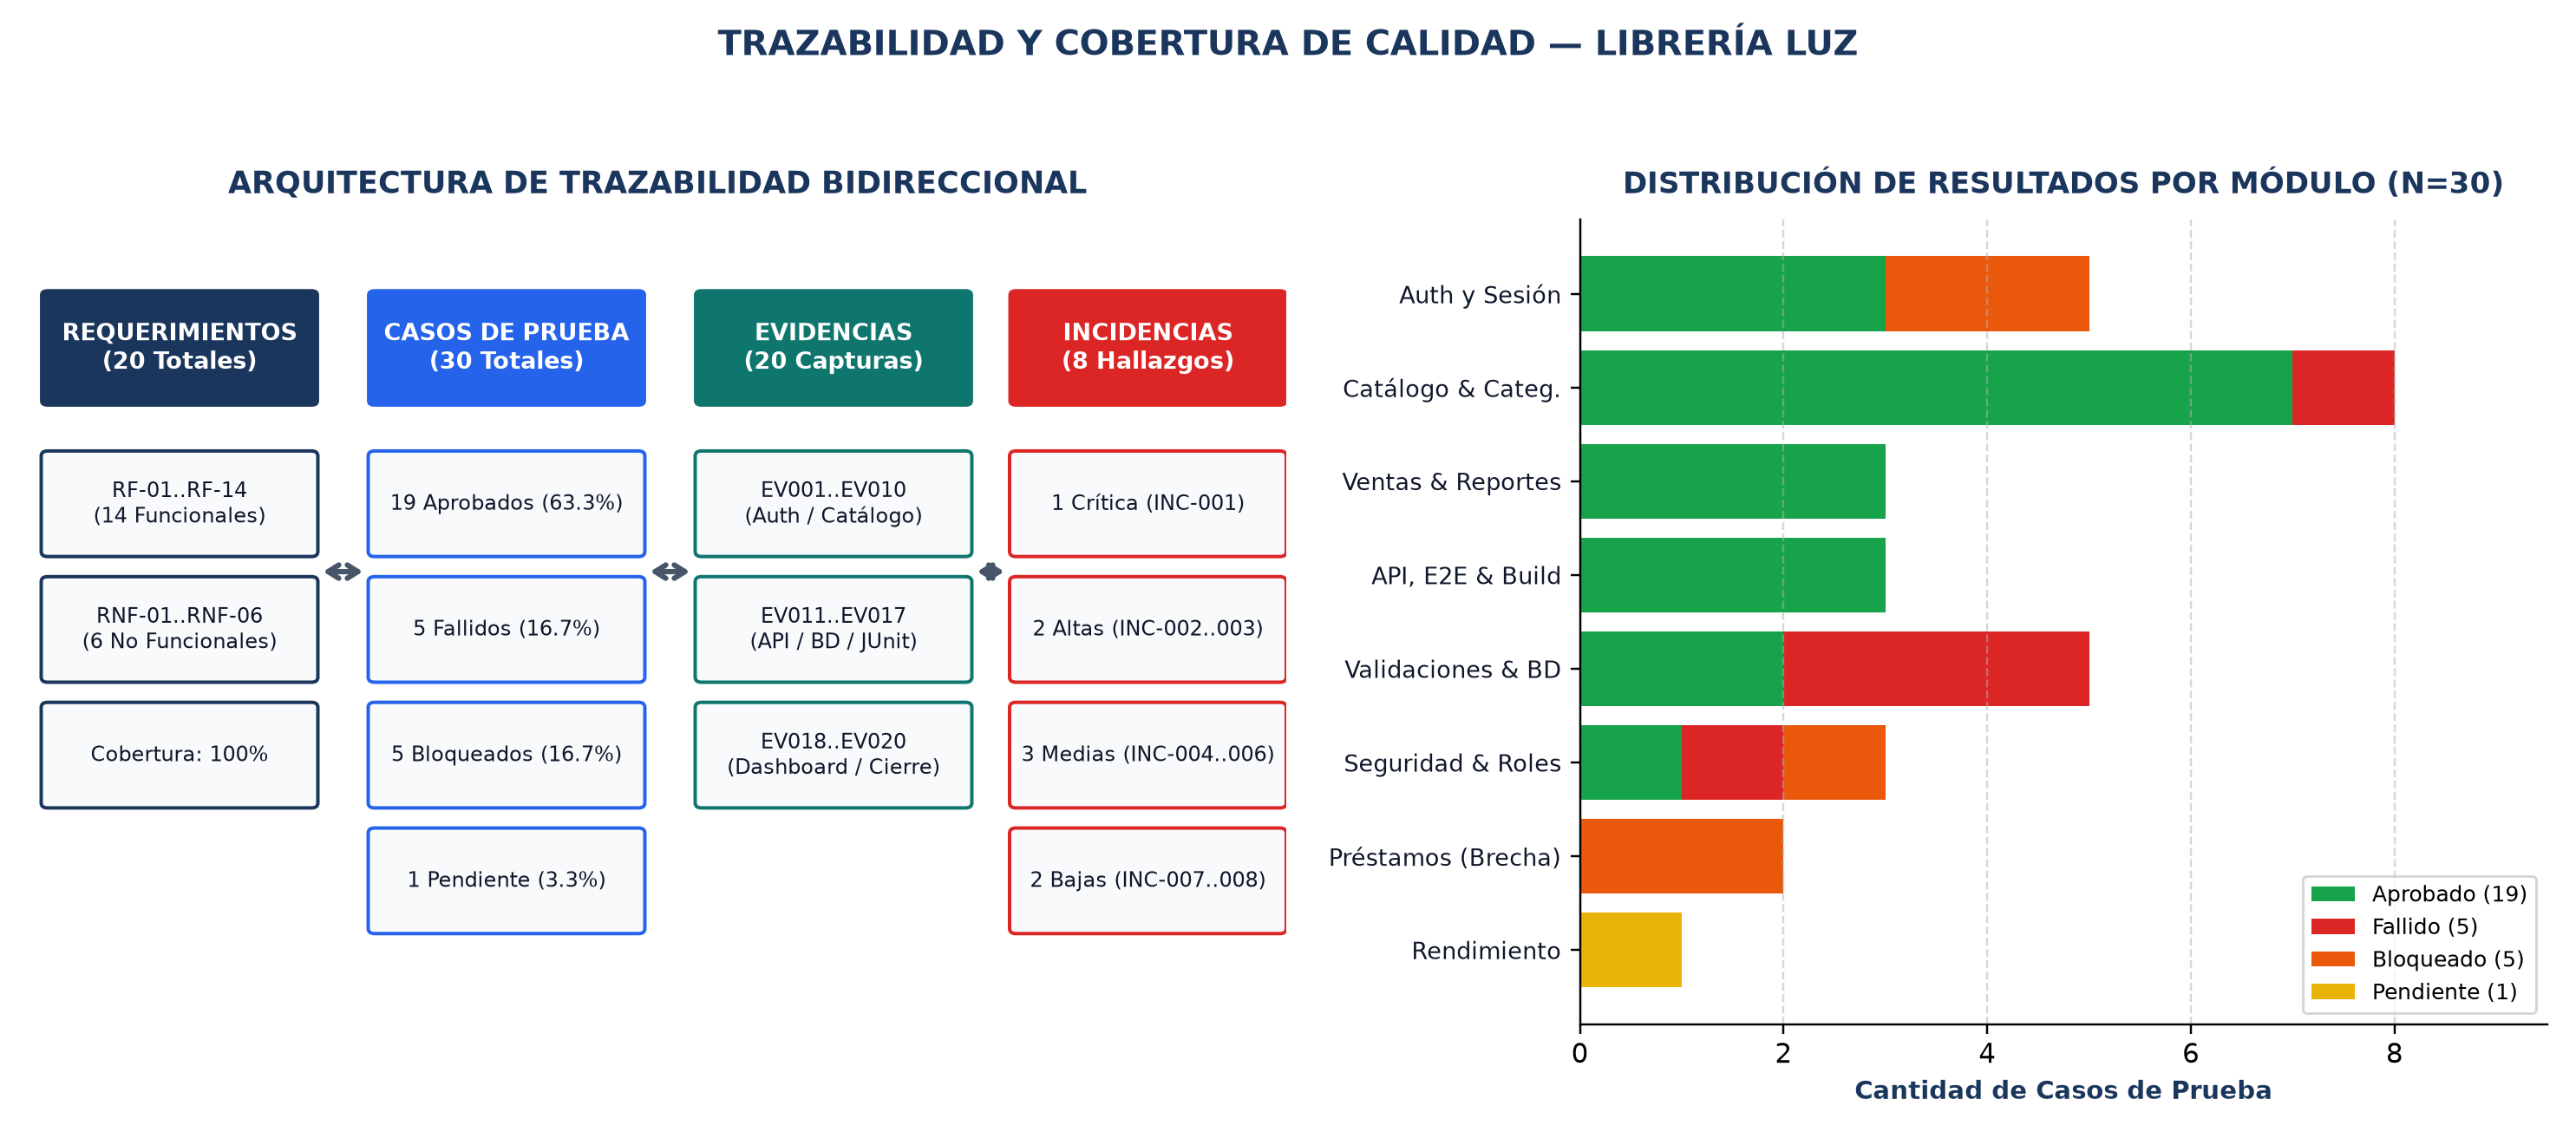 TRAZABILIDAD Y COBERTURA DE CALIDAD — LIBRERÍA LUZ
ARQUITECTURA DE TRAZABILIDAD BIDIRECCIONAL
REQUERIMIENTOS
(20 Totales)
RF-01..RF-14
(14 Funcionales)
RNF-01..RNF-06
(6 No Funcionales)
Cobertura: 100%
CASOS DE PRUEBA
(30 Totales)
19 Aprobados (63.3%)
5 Fallidos (16.7%)
5 Bloqueados (16.7%)
1 Pendiente (3.3%)
EVIDENCIAS
(20 Capturas)
EV001..EV010
(Auth / Catálogo)
EV011..EV017
(API / BD / JUnit)
EV018..EV020
(Dashboard / Cierre)
INCIDENCIAS
(8 Hallazgos)
1 Crítica (INC-001)
2 Altas (INC-002..003)
3 Medias (INC-004..006)
2 Bajas (INC-007..008)
DISTRIBUCIÓN DE RESULTADOS POR MÓDULO (N=30)
Auth y Sesión
Catálogo & Categ.
Ventas & Reportes
API, E2E & Build
Validaciones & BD
Seguridad & Roles
Préstamos (Brecha)
Rendimiento
Aprobado (19)
Fallido (5)
Bloqueado (5)
Pendiente (1)
0 2 4 6 8
Cantidad de Casos de Prueba